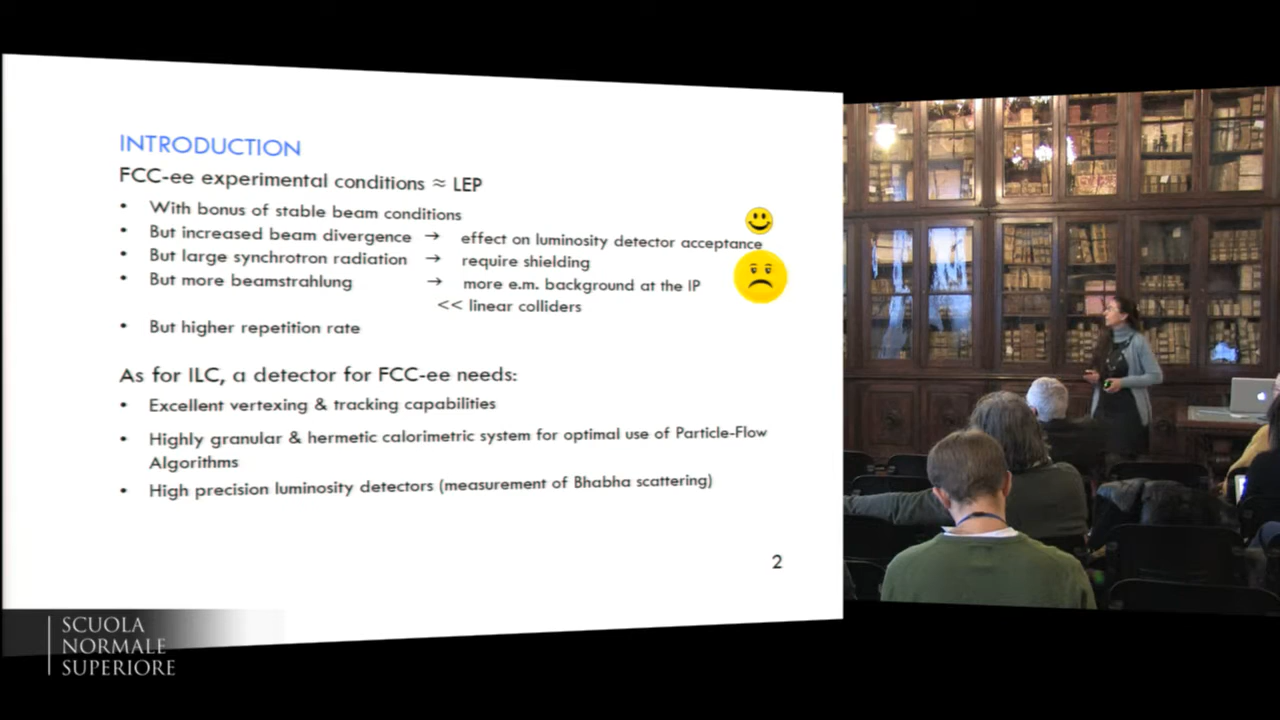 INTRODUCTION
FCC-ee experimental conditions ≈ LEP
• With bonus of stable beam conditions
• But increased beam divergence → effect on luminosity detector acceptance
• But large synchrotron radiation → require shielding
• But more beamstrahlung → more e.m. background at the IP
<< linear colliders
• But higher repetition rate
As for ILC, a detector for FCC-ee needs:
• Excellent vertexing & tracking capabilities
• Highly granular & hermetic calorimetric system for optimal use of Particle-Flow
Algorithms
• High precision luminosity detectors (measurement of Bhabha scattering)
2
SCUOLA
NORMALE
SUPERIORE